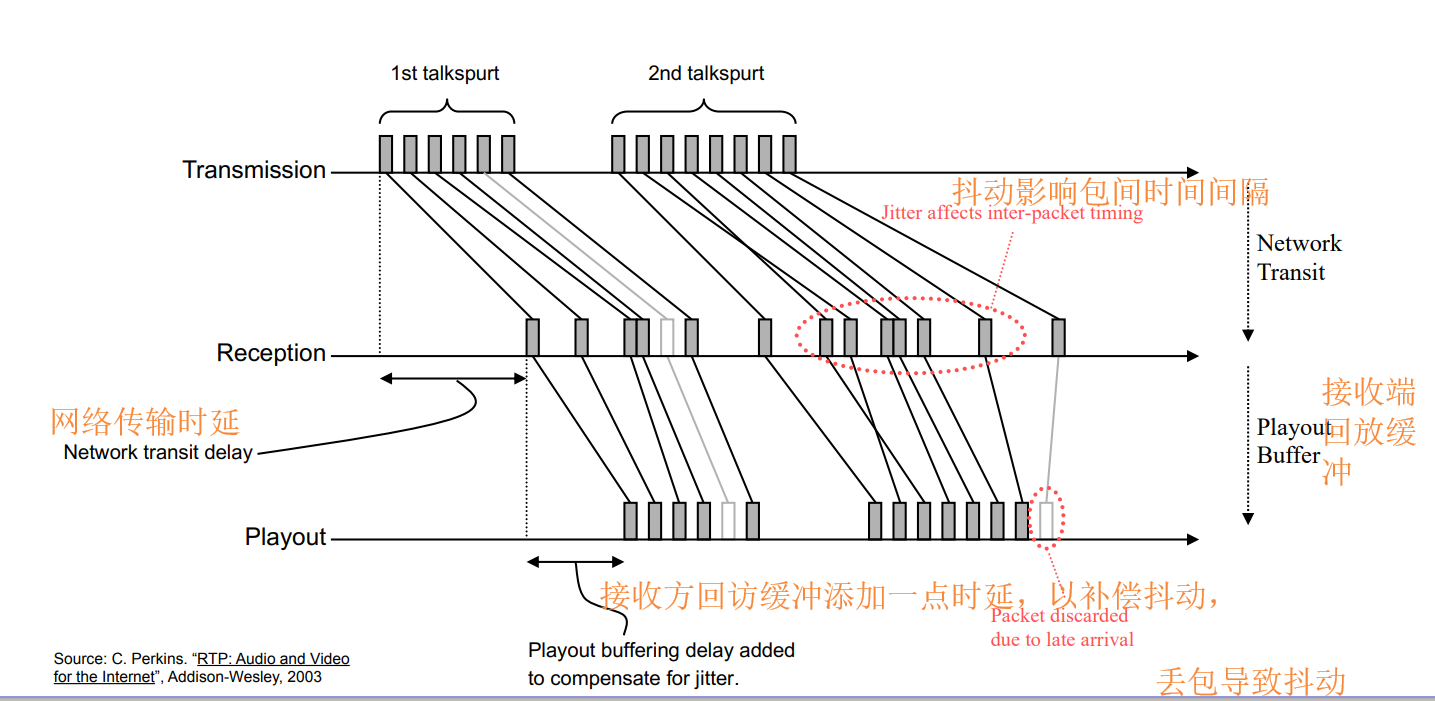 1st talkspurt
2nd talkspurt
Transmission
抖动影响包间时间间隔
Jitter affects inter-packet timing
Network
Transit
Reception
网络传输时延
Network transit delay
接收端
回放缓
冲
Playout
Buffer
Playout
接收方回访缓冲添加一点时延，以补偿抖动，
Packet discarded
due to late arrival
Playout buffering delay added
to compensate for jitter.
Source: C. Perkins. “RTP: Audio and Video
for the Internet”, Addison-Wesley, 2003
丢包导致抖动